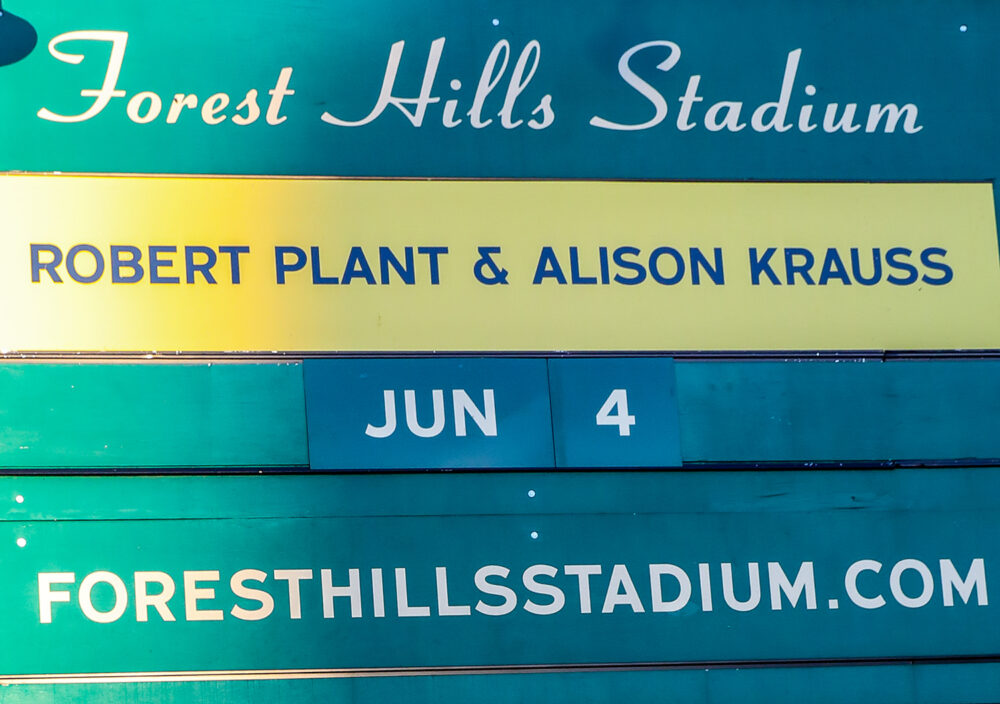 Forest Hills Stadium
ROBERT PLANT & ALISON KRAUSS
JUN 4
FORESTHILLSSTADIUM.COM